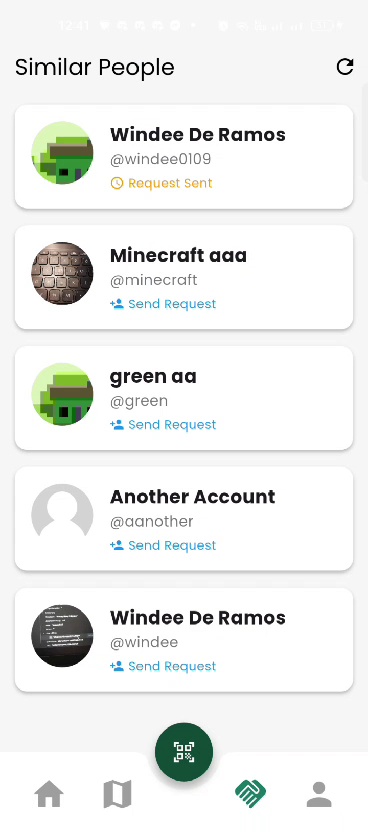 12:41
Similar People
Windee De Ramos
@windee0109
Request Sent
Minecraft aaa
@minecraft
Send Request
green aa
@green
Send Request
Another Account
@aanother
Send Request
Windee De Ramos
@windee
Send Request